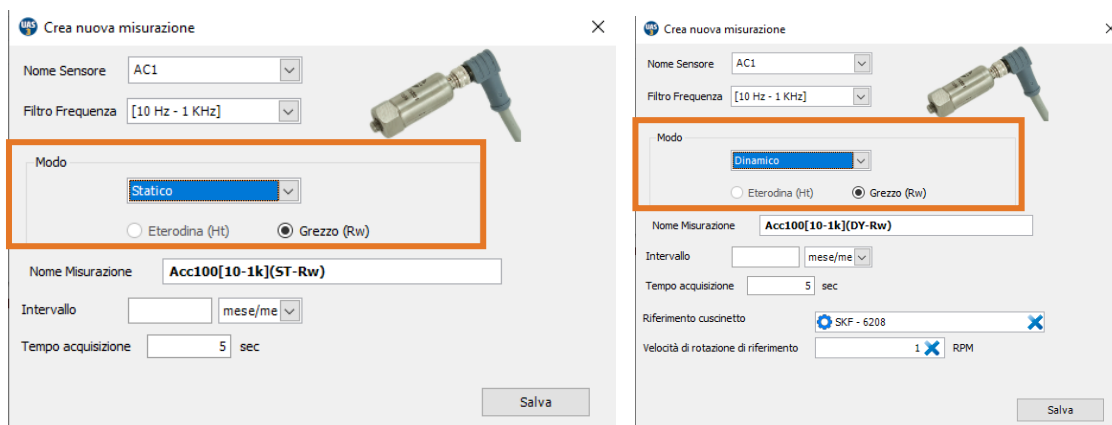 Crea nuova misurazione
Nome Sensore AC1
Filtro Frequenza [10 Hz - 1 KHz]
Modo
Statico
Eterodina (Ht) Grezzo (Rw)
Nome Misurazione Acc100[10-1k](ST-Rw)
Intervallo mese/me
Tempo acquisizione 5 sec
Salva
Crea nuova misurazione
Nome Sensore AC1
Filtro Frequenza [10 Hz - 1 KHz]
Modo
Dinamico
Eterodina (Ht) Grezzo (Rw)
Nome Misurazione Acc100[10-1k](DY-Rw)
Intervallo mese/me
Tempo acquisizione 5 sec
Riferimento cuscinetto SKF - 6208
Velocità di rotazione di riferimento 1 RPM
Salva